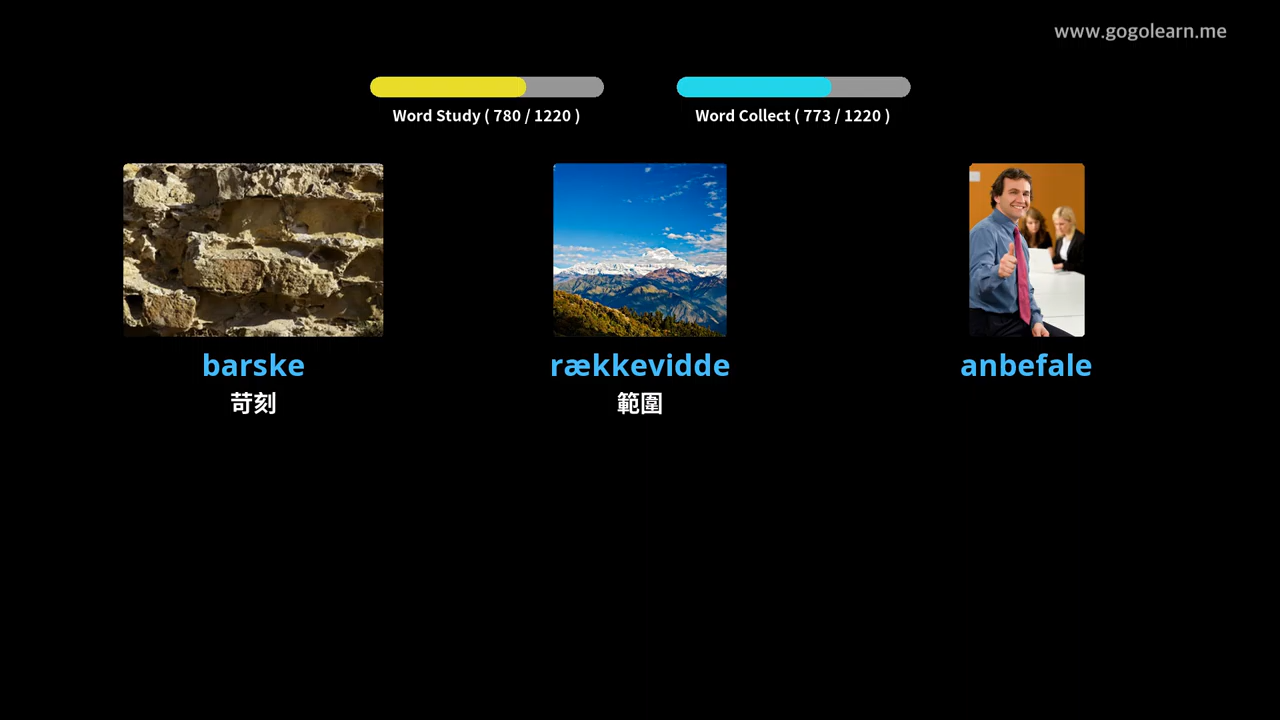 www.gogolearn.me
Word Study ( 780 / 1220 )
Word Collect ( 773 / 1220 )
barske
苛刻
rækkevidde
範圍
anbefale